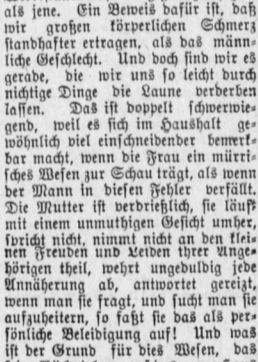 als jene. Ein Beweis dafür ist, daß
wir großen körperlichen Schmerz
standhafter ertragen, als das männ-
liche Geschlecht. Und doch sind wir es
gerade, die wir uns so leicht durch
nichtige Dinge die Laune verderben
lassen. Das ist doppelt schwerwie-
gend, weil es sich im Haushalt ge-
wöhnlich viel einschneidender bemerk-
bar macht, wenn die Frau ein mürri-
sches Wesen zur Schau trägt, als wenn
der Mann in diesen Fehler verfällt.
Die Mutter ist verdrießlich, sie läuft
mit einem unmuthigen Gesicht umher,
spricht nicht, nimmt nicht an den klei-
nen Freuden und Leiden ihrer Ange-
hörigen theil, wehrt ungeduldig jede
Annäherung ab, antwortet gereizt,
wenn man sie fragt, und sucht man sie
aufzuheitern, so faßt sie das als per-
sönliche Beleidigung auf! Und was
ist der Grund für dies Wesen, das